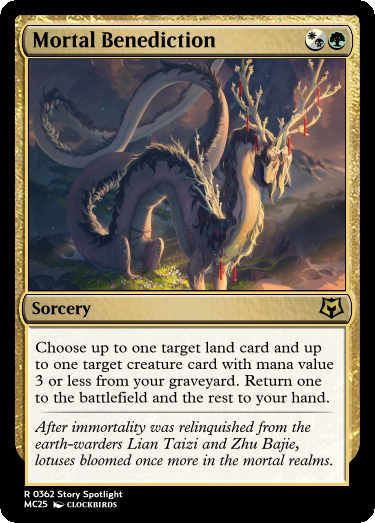 Mortal Benediction
Sorcery
Choose up to one target land card and up
to one target creature card with mana value
3 or less from your graveyard. Return one
to the battlefield and the rest to your hand.
After immortality was relinquished from the
earth-warders Lian Taizi and Zhu Bajie,
lotuses bloomed once more in the mortal realms.
R 0362 Story Spotlight
MC25 CLOCKBIRDS